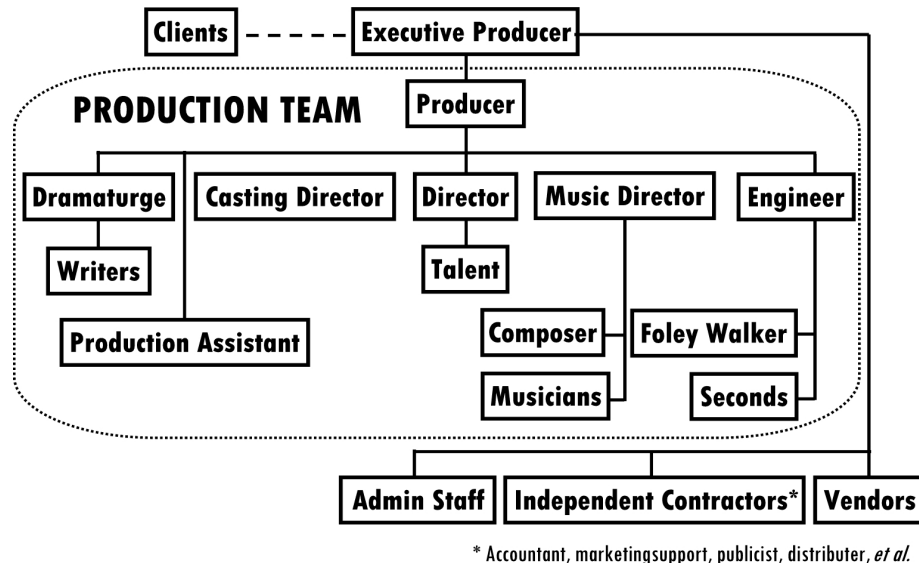 Clients
Executive Producer
PRODUCTION TEAM
Producer
Dramaturge
Casting Director
Director
Music Director
Engineer
Writers
Talent
Production Assistant
Composer
Foley Walker
Musicians
Seconds
Admin Staff
Independent Contractors*
Vendors
* Accountant, marketingsupport, publicist, distributer, et al.